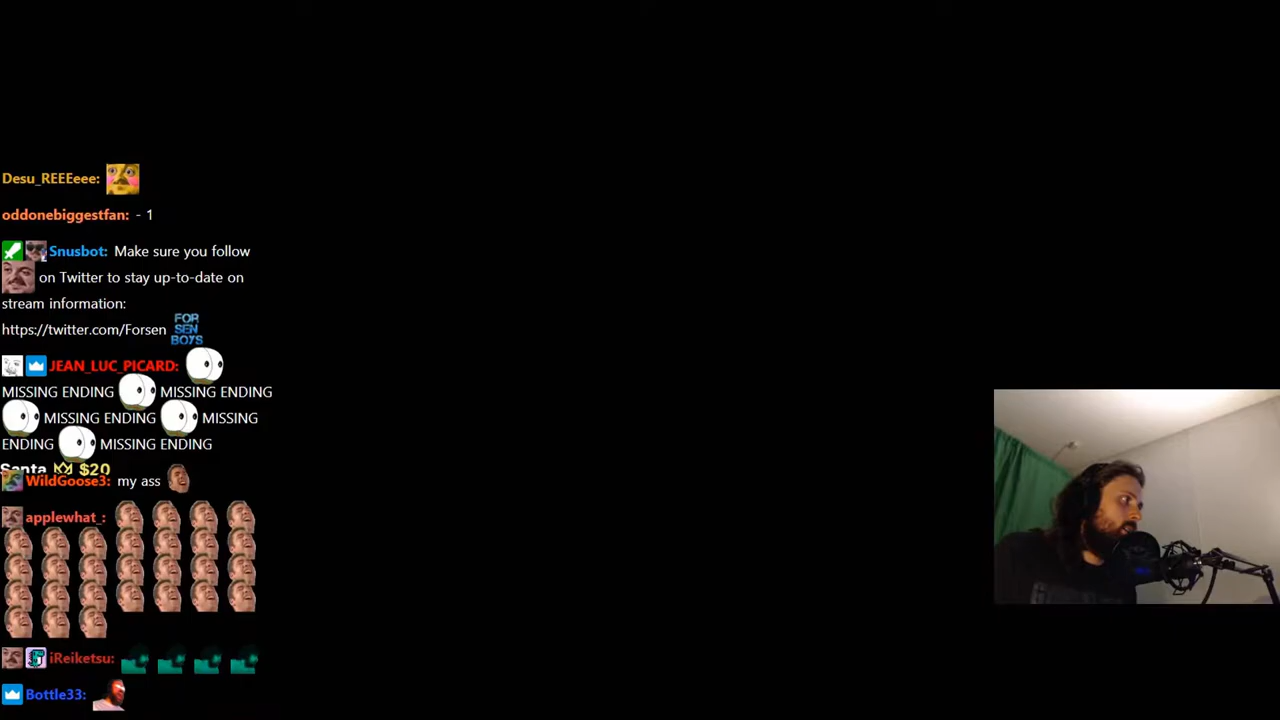 Desu_REEEeee:
oddonebiggestfan: - 1
Snusbot: Make sure you follow
on Twitter to stay up-to-date on
stream information:
https://twitter.com/Forsen FOR SEN BOYS
JEAN_LUC_PICARD:
MISSING ENDING MISSING ENDING
MISSING ENDING MISSING
ENDING MISSING ENDING
Santa $20
WildGoose3: my ass
applewhat_:
iReiketsu:
Bottle33: